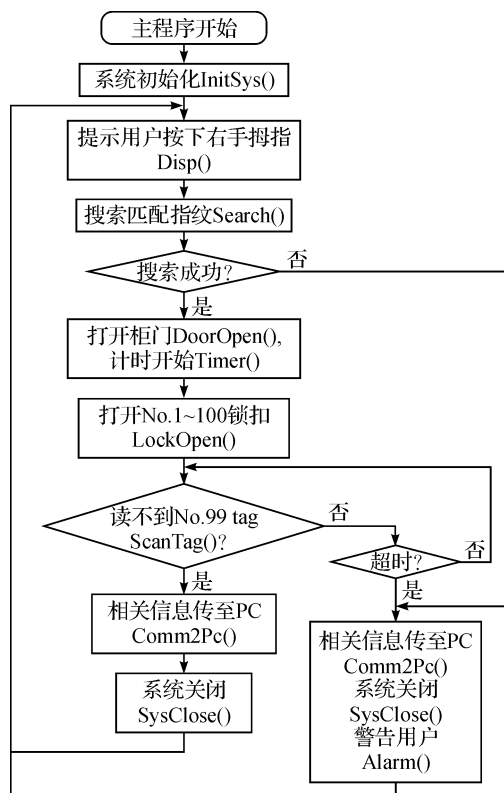 主程序开始
系统初始化InitSys()
提示用户按下右手拇指
Disp()
搜索匹配指纹Search()
搜索成功?
否
是
打开柜门DoorOpen(),
计时开始Timer()
打开No.1~100锁扣
LockOpen()
读不到No.99 tag
ScanTag()?
否
超时?
否
是
是
相关信息传至PC
Comm2Pc()
系统关闭
SysClose()
相关信息传至PC
Comm2Pc()
系统关闭
SysClose()
警告用户
Alarm()